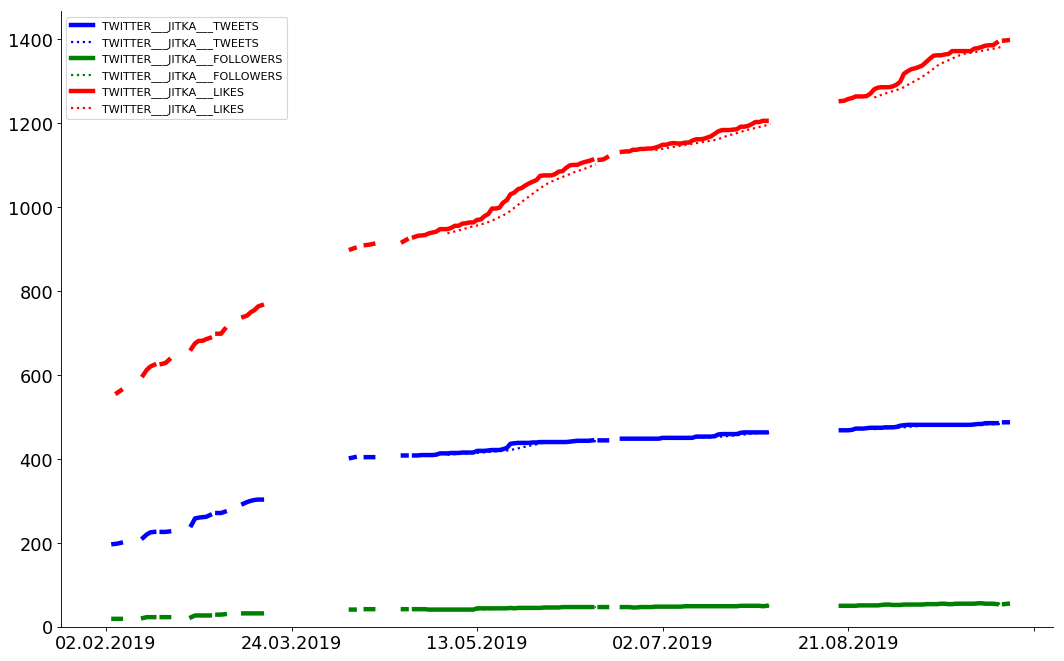 TWITTER___JITKA___TWEETS
TWITTER___JITKA___TWEETS
TWITTER___JITKA___FOLLOWERS
TWITTER___JITKA___FOLLOWERS
TWITTER___JITKA___LIKES
TWITTER___JITKA___LIKES
1400
1200
1000
800
600
400
200
0
02.02.2019 24.03.2019 13.05.2019 02.07.2019 21.08.2019